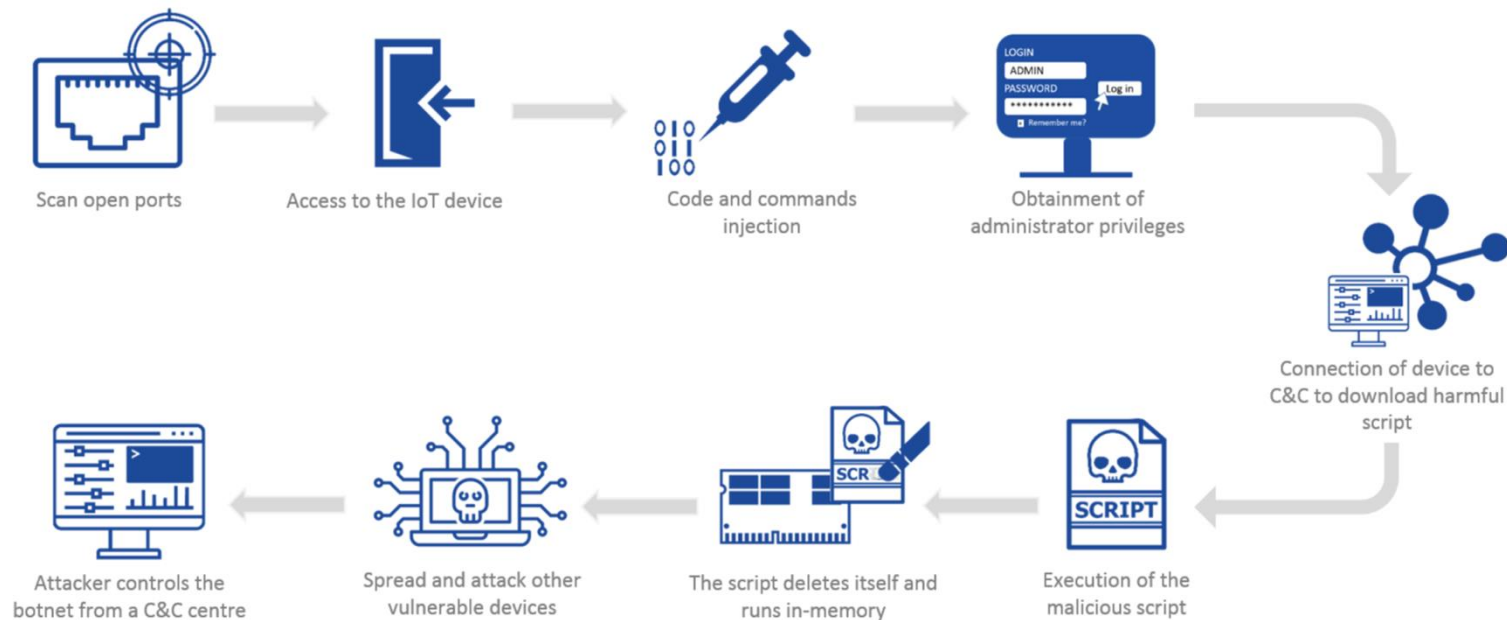 LOGIN
ADMIN
PASSWORD
Log in
***********
Remember me?
010
011
100
Scan open ports
Access to the IoT device
Code and commands
injection
Obtainment of
administrator privileges
>
Connection of device to
C&C to download harmful
script
>
SCR
SCRIPT
Attacker controls the
botnet from a C&C centre
Spread and attack other
vulnerable devices
The script deletes itself and
runs in-memory
Execution of the
malicious script